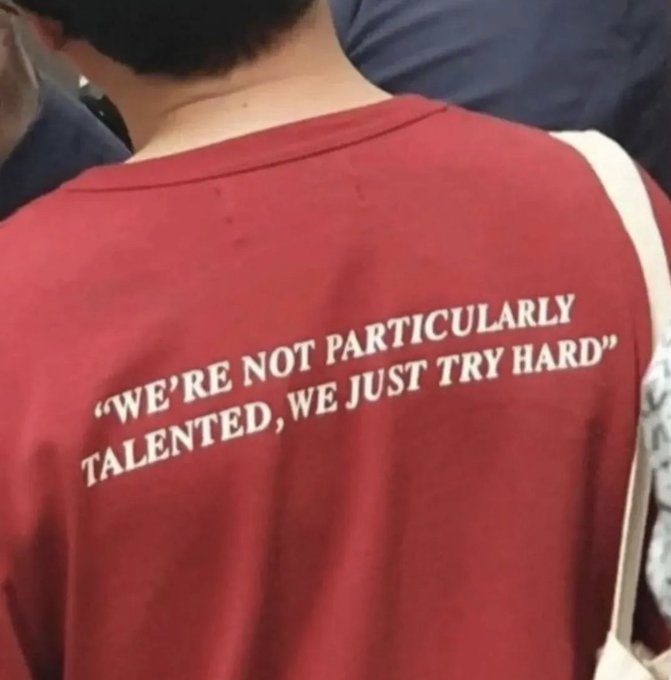 “WE’RE NOT PARTICULARLY
TALENTED, WE JUST TRY HARD”